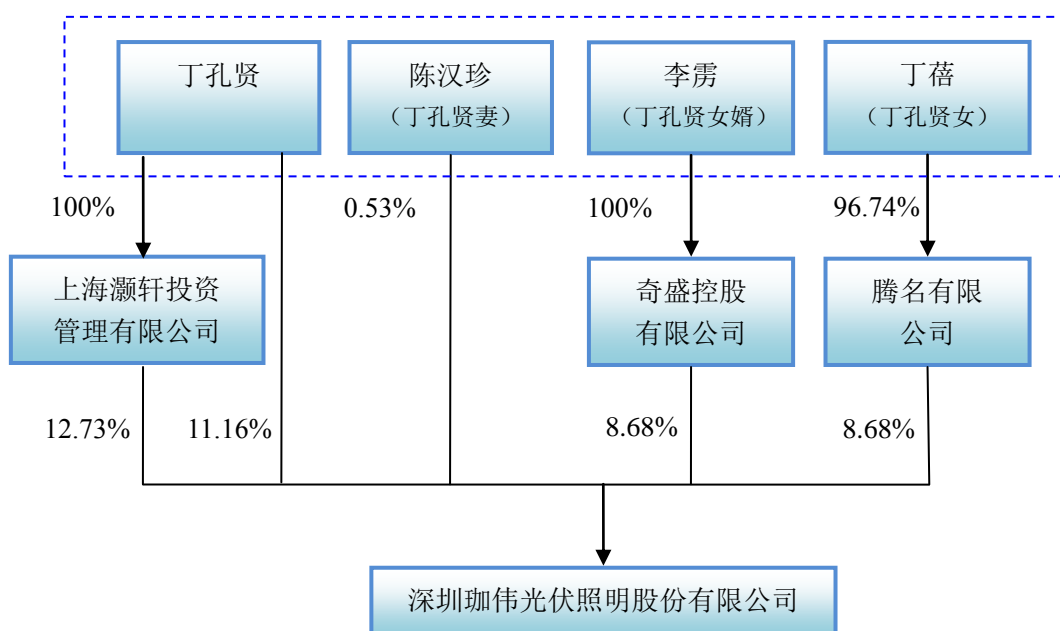 丁孔贤
陈汉珍
（丁孔贤妻）
李雳
（丁孔贤女婿）
丁蓓
（丁孔贤女）
100%
0.53%
100%
96.74%
上海灏轩投资
管理有限公司
奇盛控股
有限公司
腾名有限
公司
12.73%
11.16%
8.68%
8.68%
深圳珈伟光伏照明股份有限公司